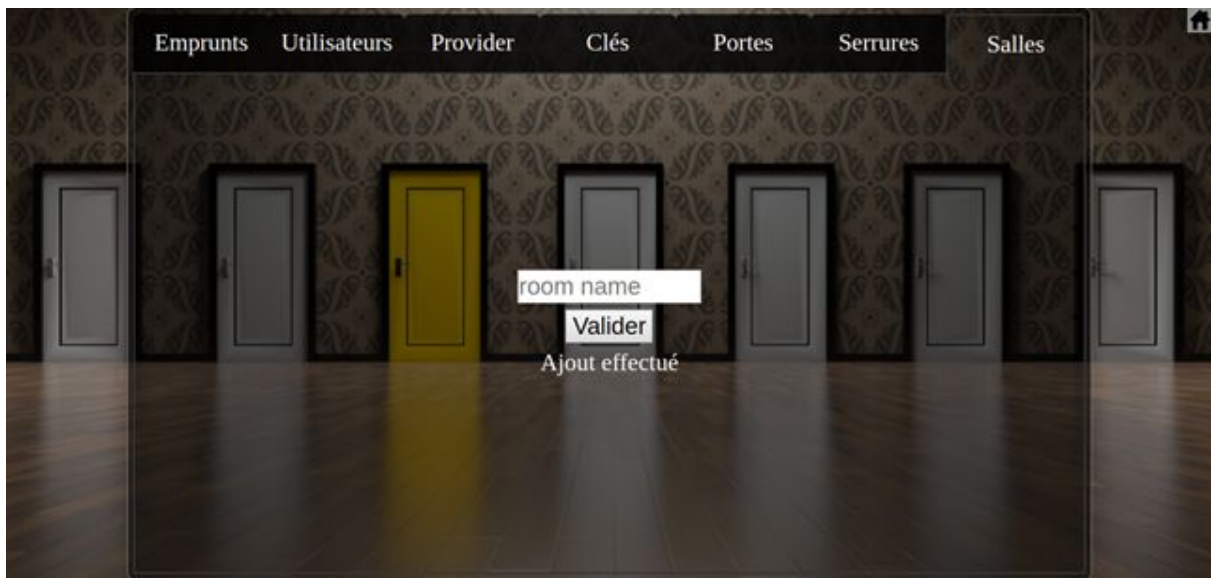 Emprunts Utilisateurs Provider Clés Portes Serrures Salles
room name
Valider
Ajout effectué